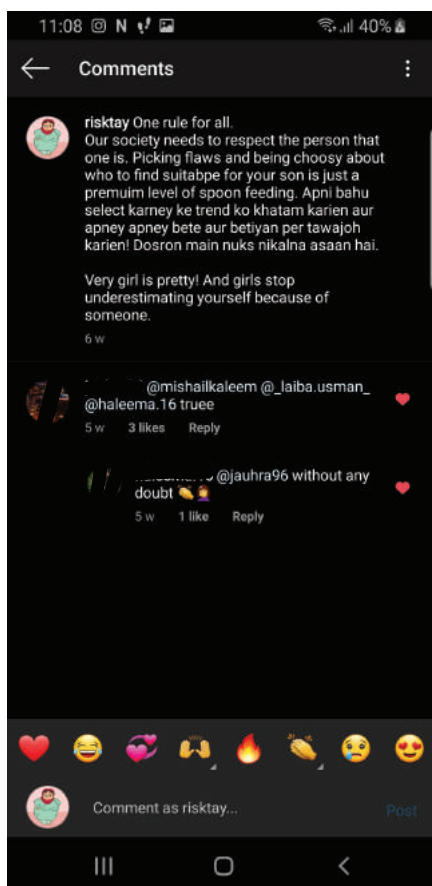 11:08 N 40%
Comments
risktay One rule for all.
Our society needs to respect the person that
one is. Picking flaws and being choosy about
who to find suitabpe for your son is just a
premuim level of spoon feeding. Apni bahu
select karney ke trend ko khatam karien aur
apney apney bete aur betiyan per tawajoh
karien! Dosron main nuks nikalna asaan hai.
Very girl is pretty! And girls stop
underestimating yourself because of
someone.
6 w
@mishailkaleem @_laiba.usman_
@haleema.16 truee
5 w 3 likes Reply
@jauhra96 without any
doubt 👏 🤦‍♀️
5 w 1 like Reply
❤️ 😂 💞 🙌 🔥 👏 😢 😍
Comment as risktay... Post